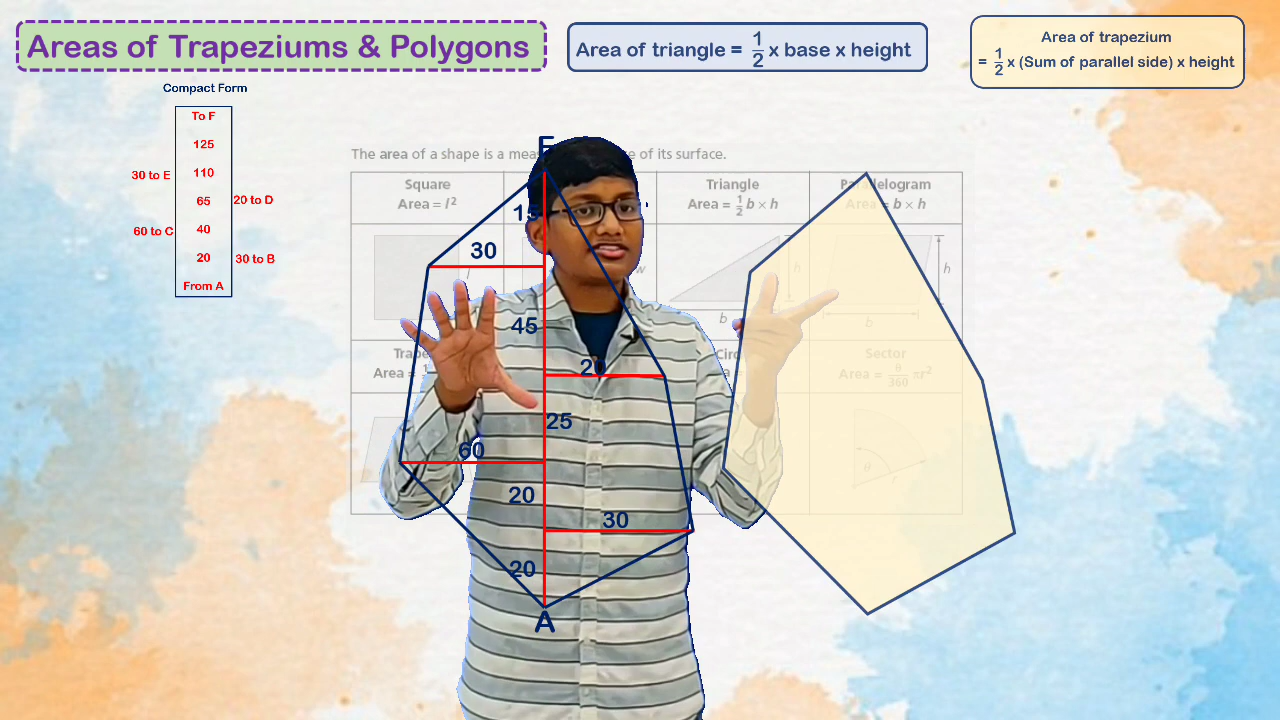 Areas of Trapeziums & Polygons
Area of triangle = 1/2 x base x height
Area of trapezium
= 1/2 x (Sum of parallel side) x height
Compact Form
To F
125
30 to E 110
65 20 to D
60 to C 40
20 30 to B
From A
The area of a shape is a of its surface.
Square
Area = l²
Triangle
Area = 1/2 b × h
b × h
F
15
30
w
h
h
45
b
b
20
Sector
Area = θ/360 πr²
25
60
θ
20
30
20
A